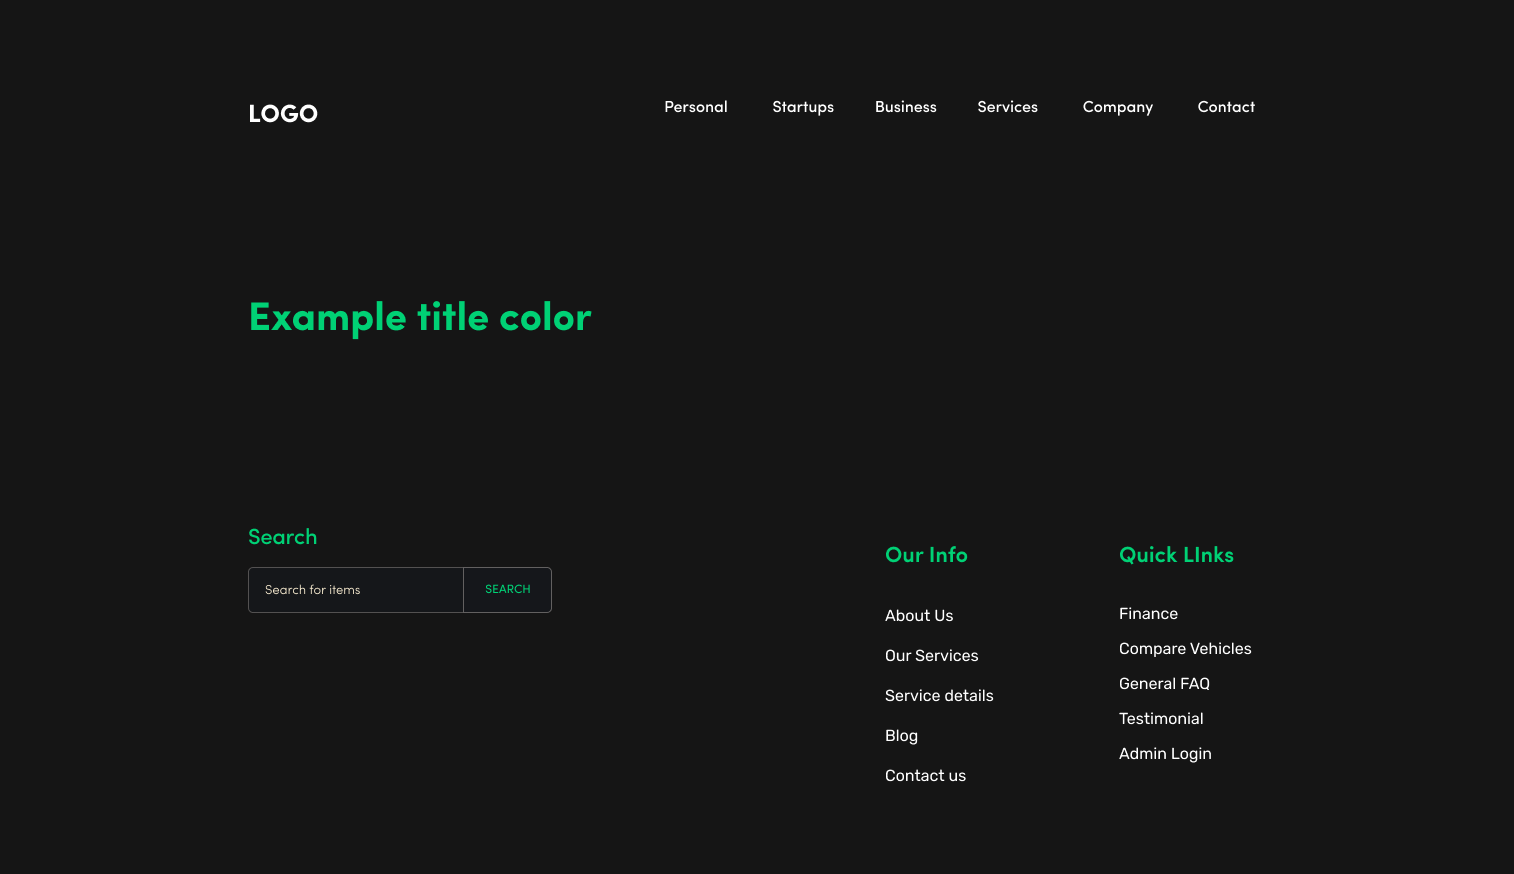 LOGO
Personal Startups Business Services Company Contact
Example title color
Search
Search for items SEARCH
Our Info
About Us
Our Services
Service details
Blog
Contact us
Quick LInks
Finance
Compare Vehicles
General FAQ
Testimonial
Admin Login